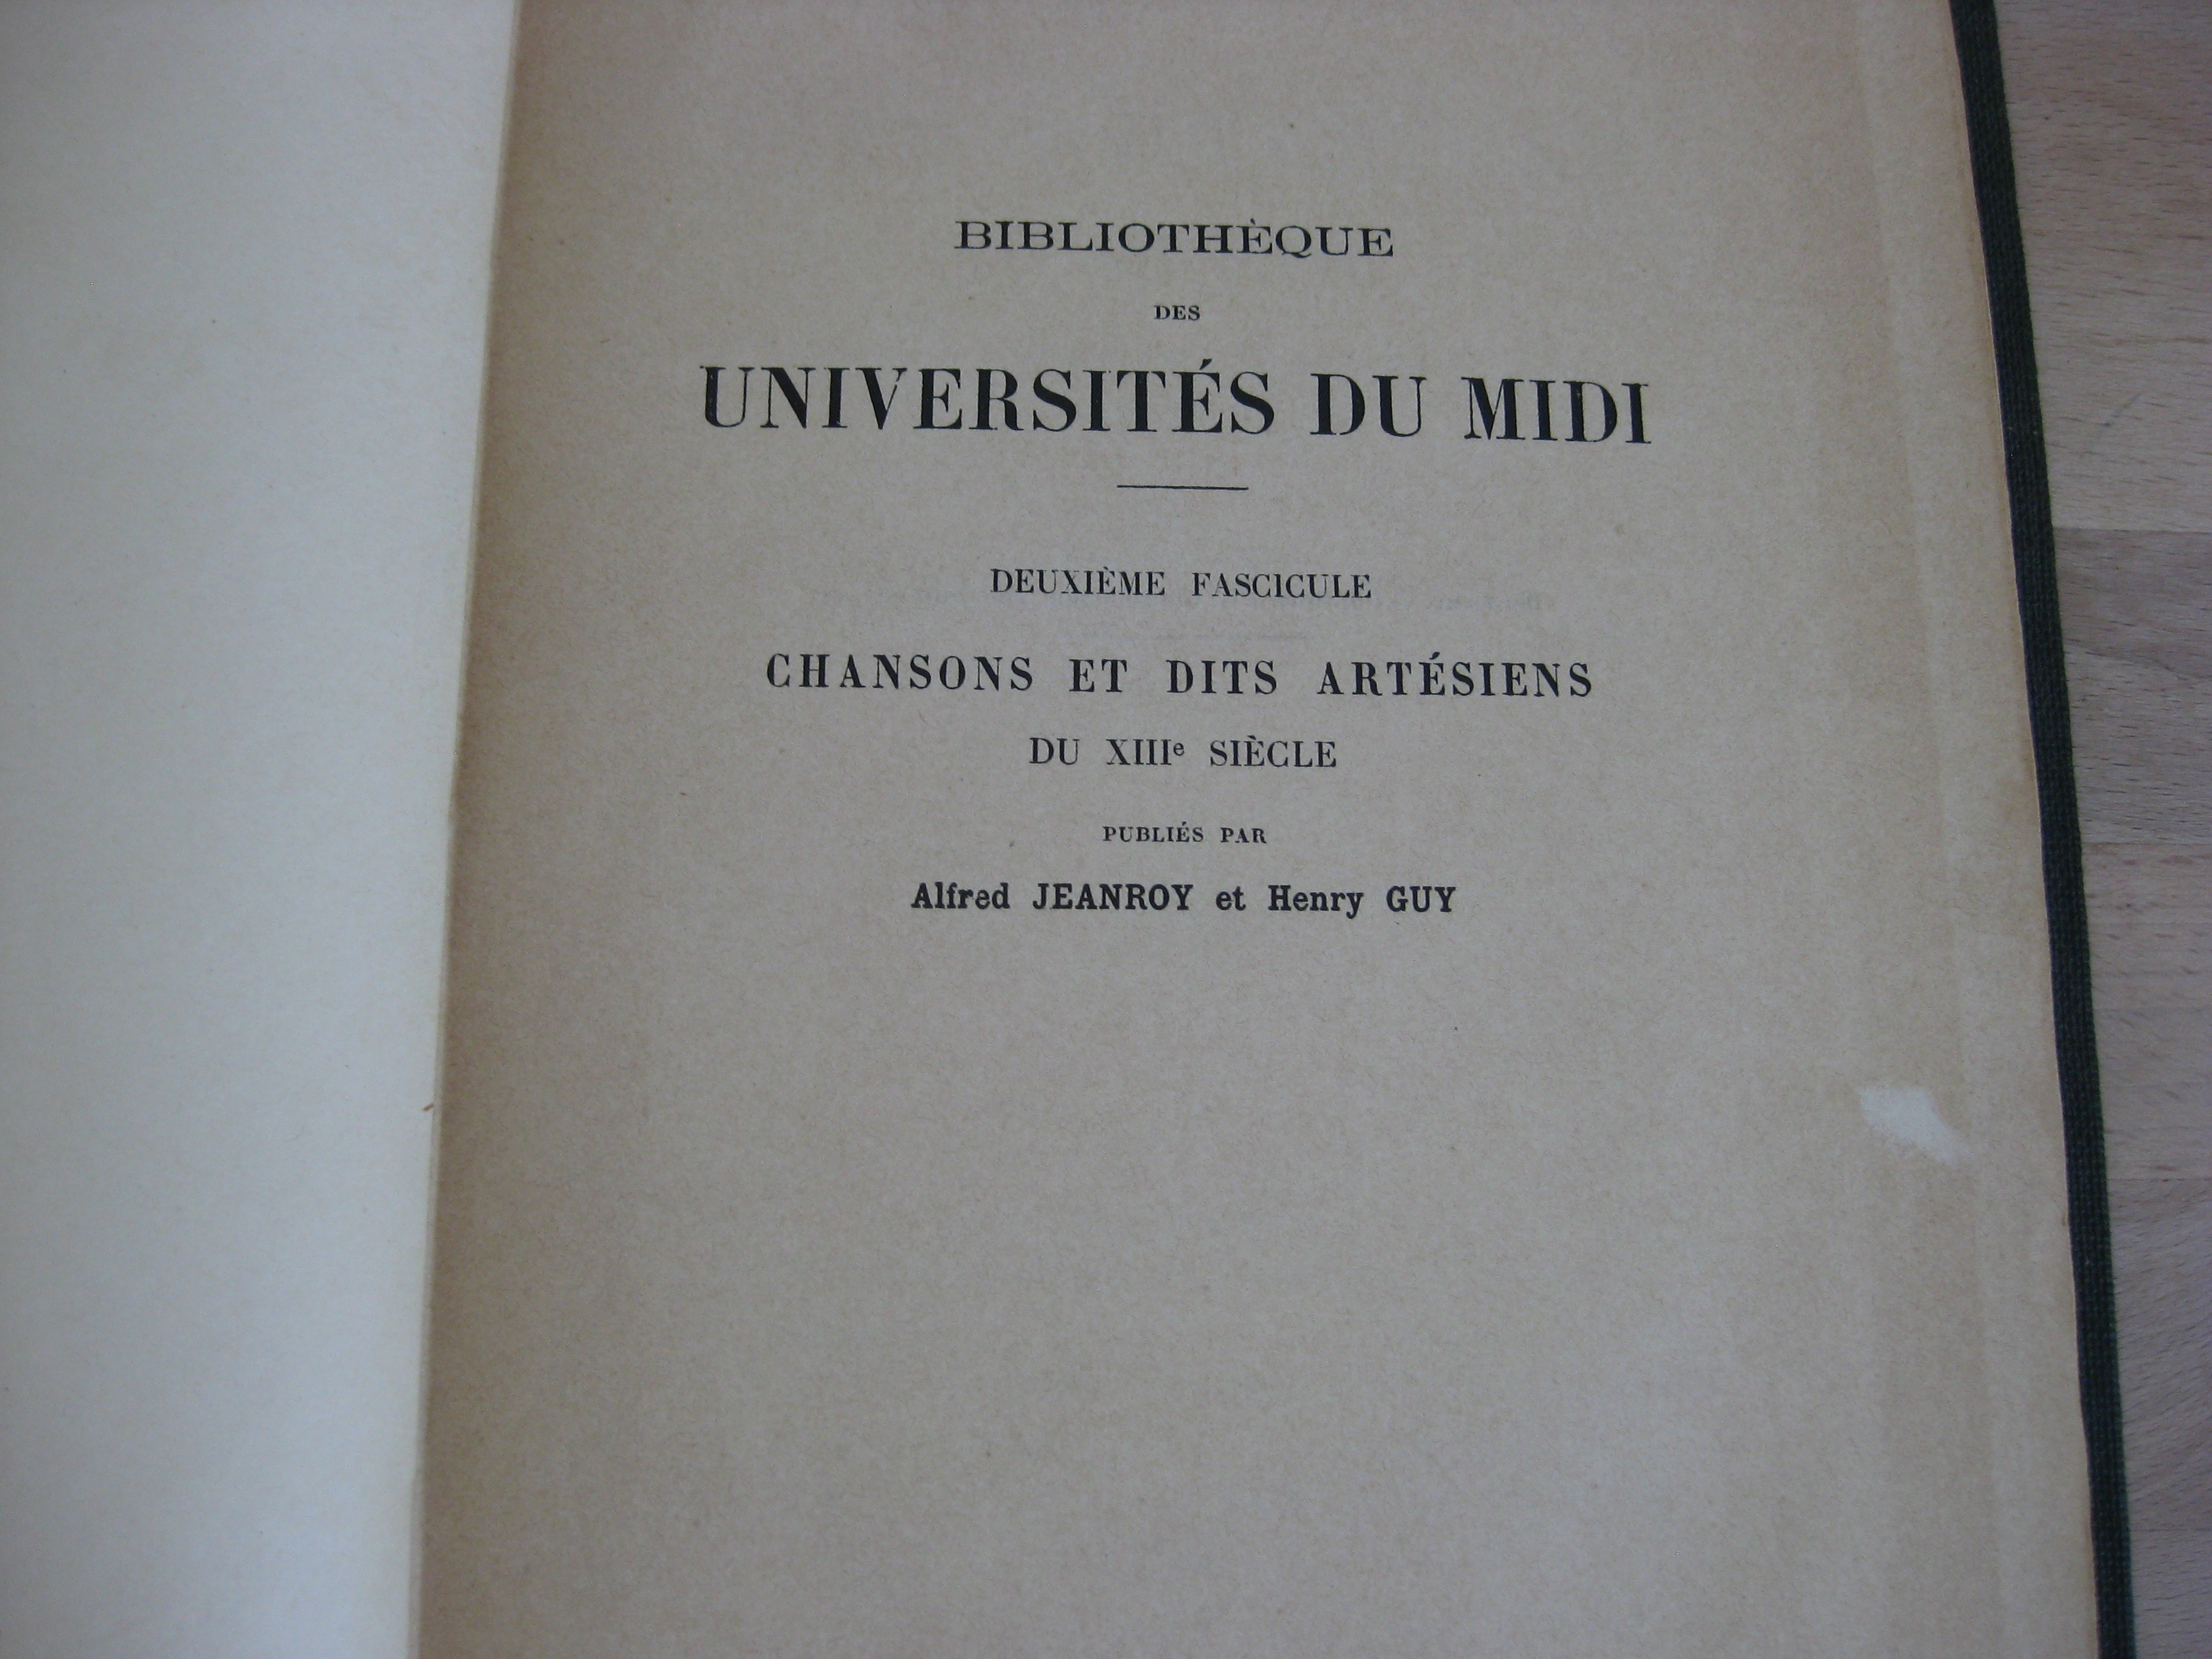 BIBLIOTHÈQUE
DES
UNIVERSITÉS DU MIDI
DEUXIÈME FASCICULE
CHANSONS ET DITS ARTÉSIENS
DU XIIIe SIÈCLE
PUBLIÉS PAR
Alfred JEANROY et Henry GUY